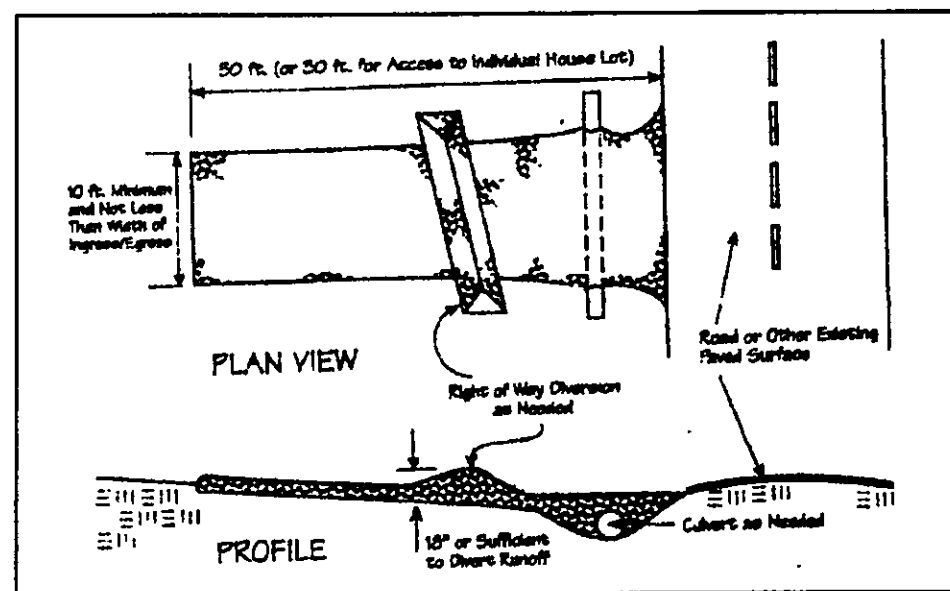 50 ft. (or 30 ft. for Access to Individual House Lot)
10 ft. Minimum
and Not Less
Than Width of
Ingress/Egress
PLAN VIEW
Right of Way Diversion
as Needed
Road or Other Existing
Paved Surface
Culvert as Needed
18" or Sufficient
to Divert Runoff
PROFILE